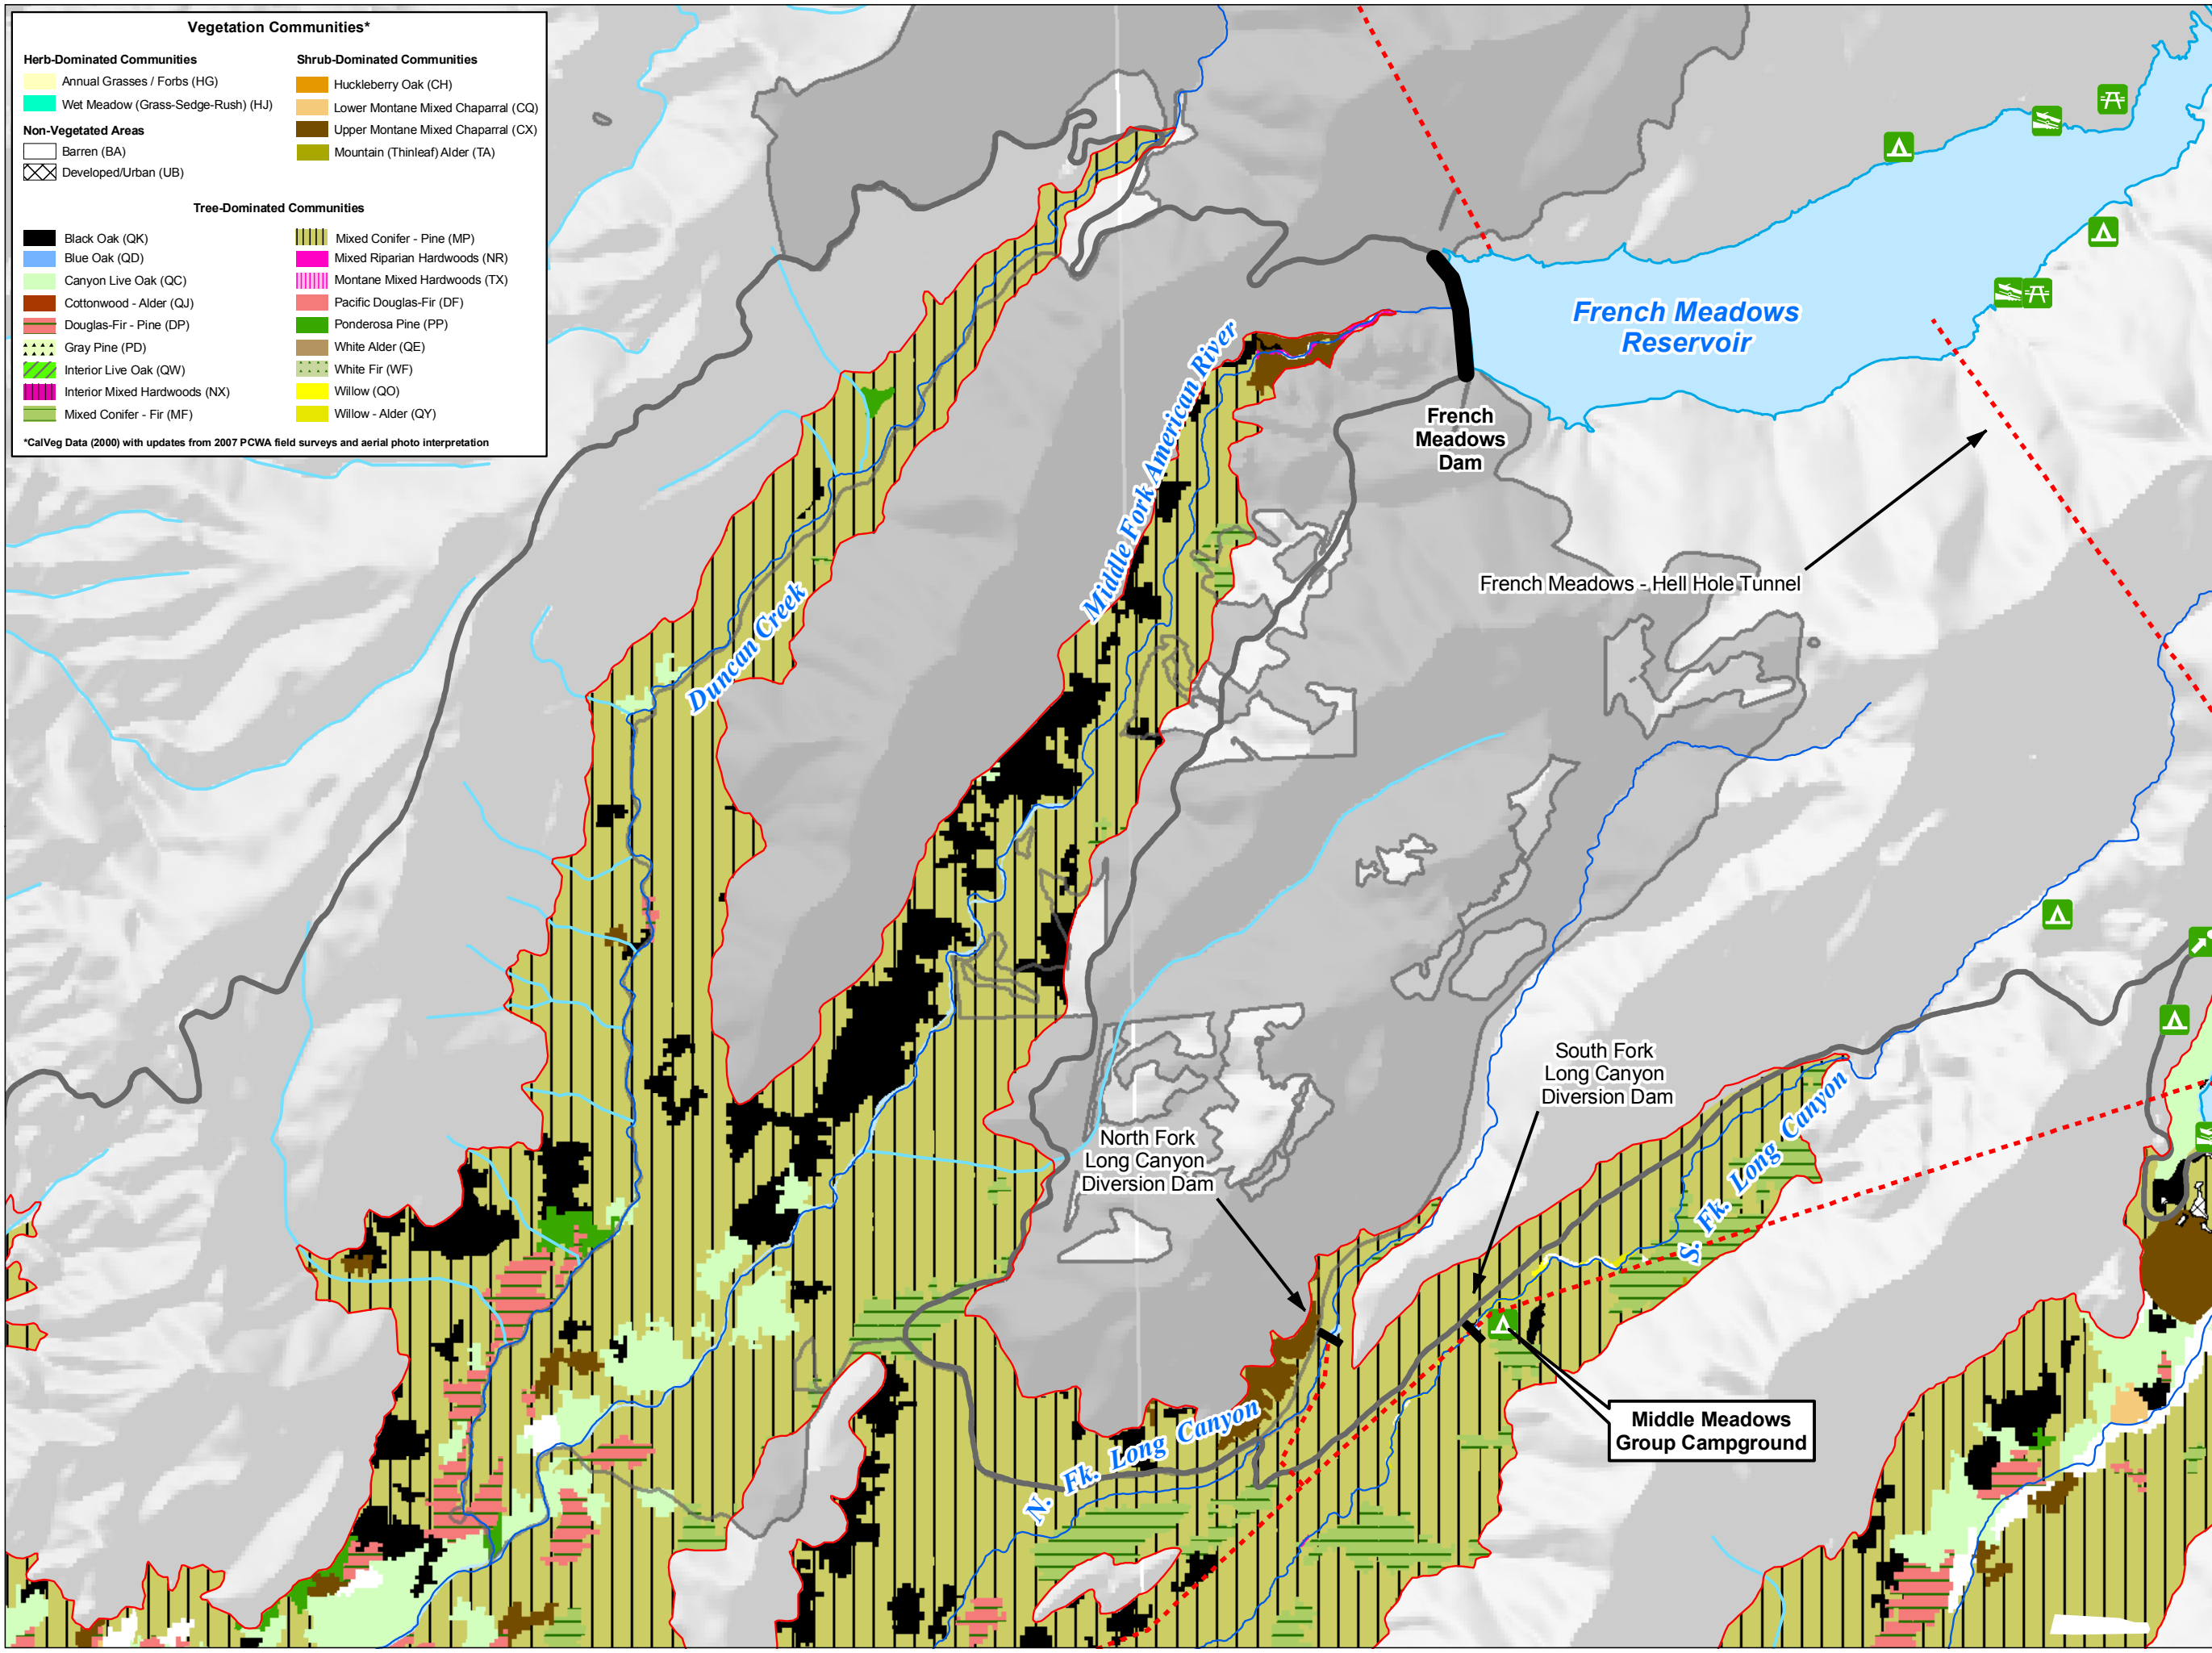 Vegetation Communities*
Herb-Dominated Communities
Annual Grasses / Forbs (HG)
Wet Meadow (Grass-Sedge-Rush) (HJ)
Non-Vegetated Areas
Barren (BA)
Developed/Urban (UB)
Shrub-Dominated Communities
Huckleberry Oak (CH)
Lower Montane Mixed Chaparral (CQ)
Upper Montane Mixed Chaparral (CX)
Mountain (Thinleaf) Alder (TA)
Tree-Dominated Communities
Black Oak (QK)
Blue Oak (QD)
Canyon Live Oak (QC)
Cottonwood - Alder (QJ)
Douglas-Fir - Pine (DP)
Gray Pine (PD)
Interior Live Oak (QW)
Interior Mixed Hardwoods (NX)
Mixed Conifer - Fir (MF)
Mixed Conifer - Pine (MP)
Mixed Riparian Hardwoods (NR)
Montane Mixed Hardwoods (TX)
Pacific Douglas-Fir (DF)
Ponderosa Pine (PP)
White Alder (QE)
White Fir (WF)
Willow (QO)
Willow - Alder (QY)
*CalVeg Data (2000) with updates from 2007 PCWA field surveys and aerial photo interpretation
French Meadows
Reservoir
French
Meadows
Dam
Middle Fork American River
French Meadows - Hell Hole Tunnel
Duncan Creek
South Fork
Long Canyon
Diversion Dam
North Fork
Long Canyon
Diversion Dam
S. Fk. Long Canyon
Middle Meadows
Group Campground
N. Fk. Long Canyon